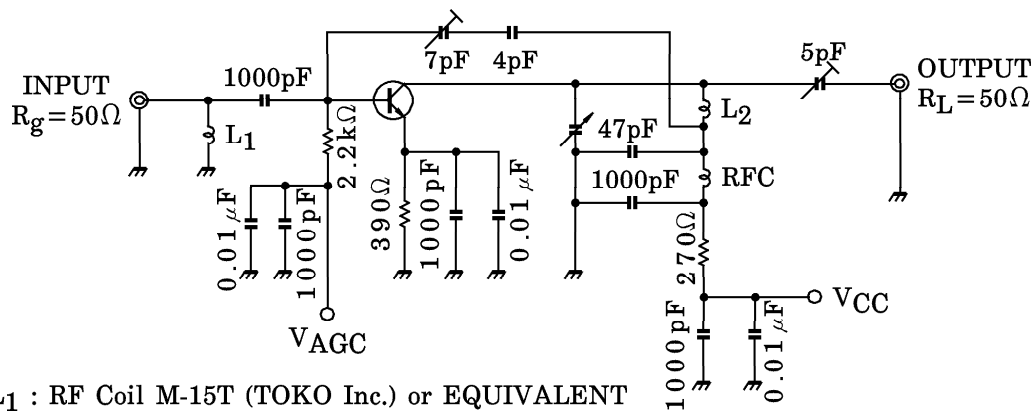 7pF 4pF
5pF
INPUT
Rg=50Ω
1000pF
OUTPUT
RL=50Ω
L1
2.2kΩ
47pF
L2
1000pF
RFC
0.01μF
1000pF
390Ω
1000pF
0.01μF
270Ω
VAGC
VCC
1000pF
0.01μF
L1 : RF Coil M-15T (TOKO Inc.) or EQUIVALENT